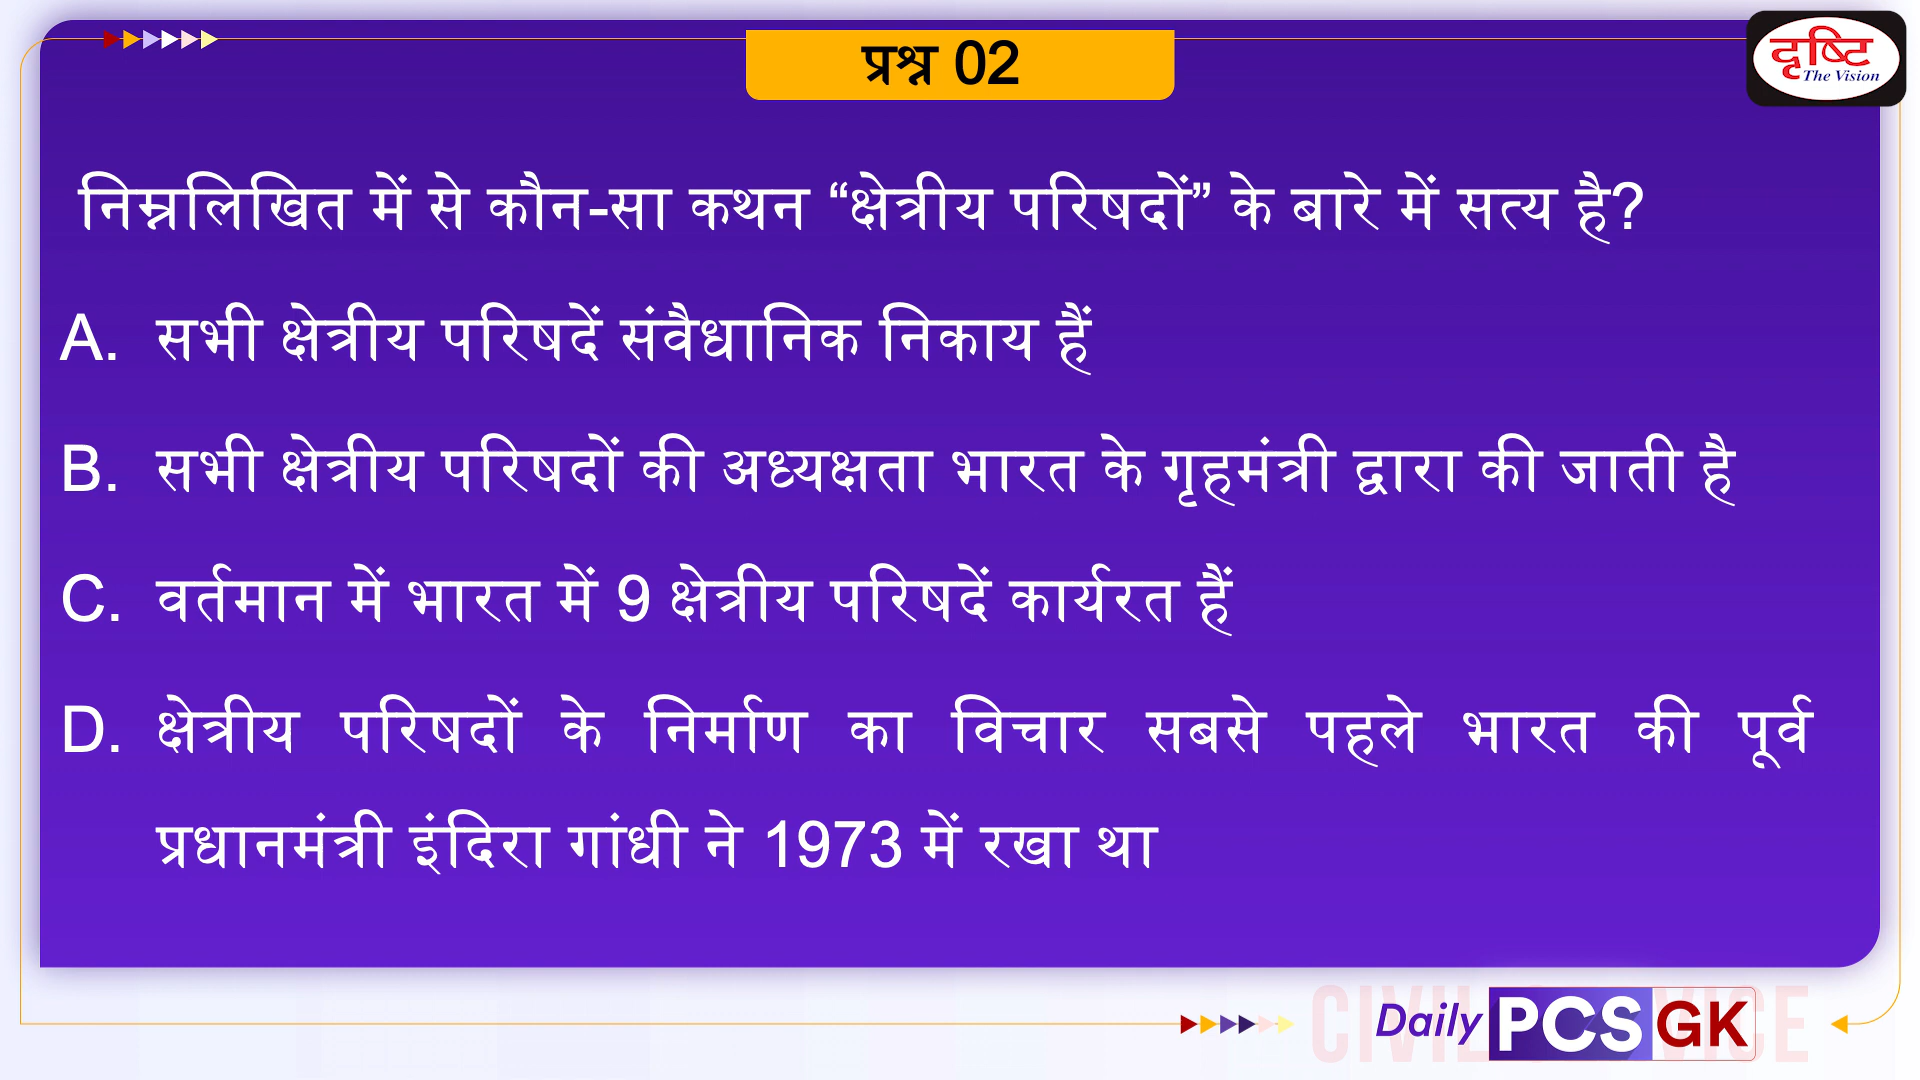 प्रश्न 02
दृष्टि
The Vision
निम्नलिखित में से कौन-सा कथन “क्षेत्रीय परिषदों” के बारे में सत्य है?
A. सभी क्षेत्रीय परिषदें संवैधानिक निकाय हैं
B. सभी क्षेत्रीय परिषदों की अध्यक्षता भारत के गृहमंत्री द्वारा की जाती है
C. वर्तमान में भारत में 9 क्षेत्रीय परिषदें कार्यरत हैं
D. क्षेत्रीय परिषदों के निर्माण का विचार सबसे पहले भारत की पूर्व
प्रधानमंत्री इंदिरा गांधी ने 1973 में रखा था
Daily PCS GK